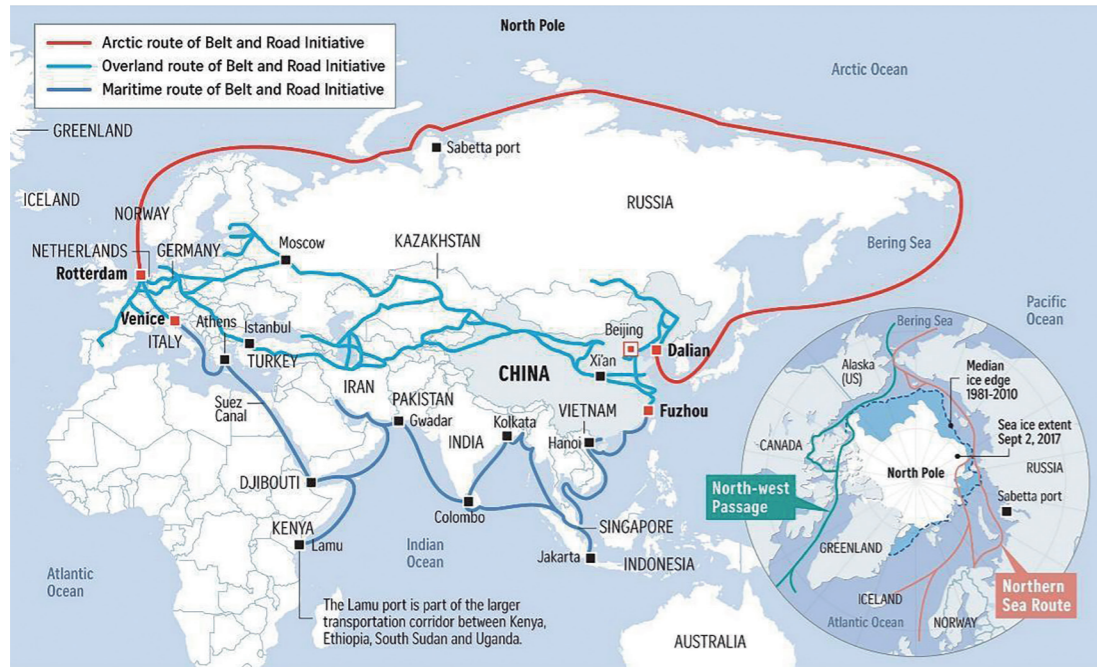 North Pole
Arctic route of Belt and Road Initiative
Overland route of Belt and Road Initiative
Maritime route of Belt and Road Initiative
Arctic Ocean
GREENLAND
Sabetta port
ICELAND
NORWAY
RUSSIA
NETHERLANDS
GERMANY
Moscow
KAZAKHSTAN
Bering Sea
Rotterdam
Pacific
Ocean
Venice
Athens
Istanbul
ITALY
TURKEY
Beijing
Dalian
Xi'an
CHINA
IRAN
PAKISTAN
Suez
Canal
Gwadar
INDIA
Kolkata
VIETNAM
Hanoi
Fuzhou
DJIBOUTI
Colombo
SINGAPORE
KENYA
Lamu
Indian
Ocean
Jakarta
INDONESIA
Atlantic
Ocean
The Lamu port is part of the larger
transportation corridor between Kenya,
Ethiopia, South Sudan and Uganda.
AUSTRALIA
Bering Sea
Alaska
(US)
Median
ice edge
1981-2010
Sea ice extent
Sept 2, 2017
CANADA
North Pole
RUSSIA
North-west
Passage
Sabetta port
GREENLAND
Northern
Sea Route
ICELAND
Atlantic Ocean
NORWAY